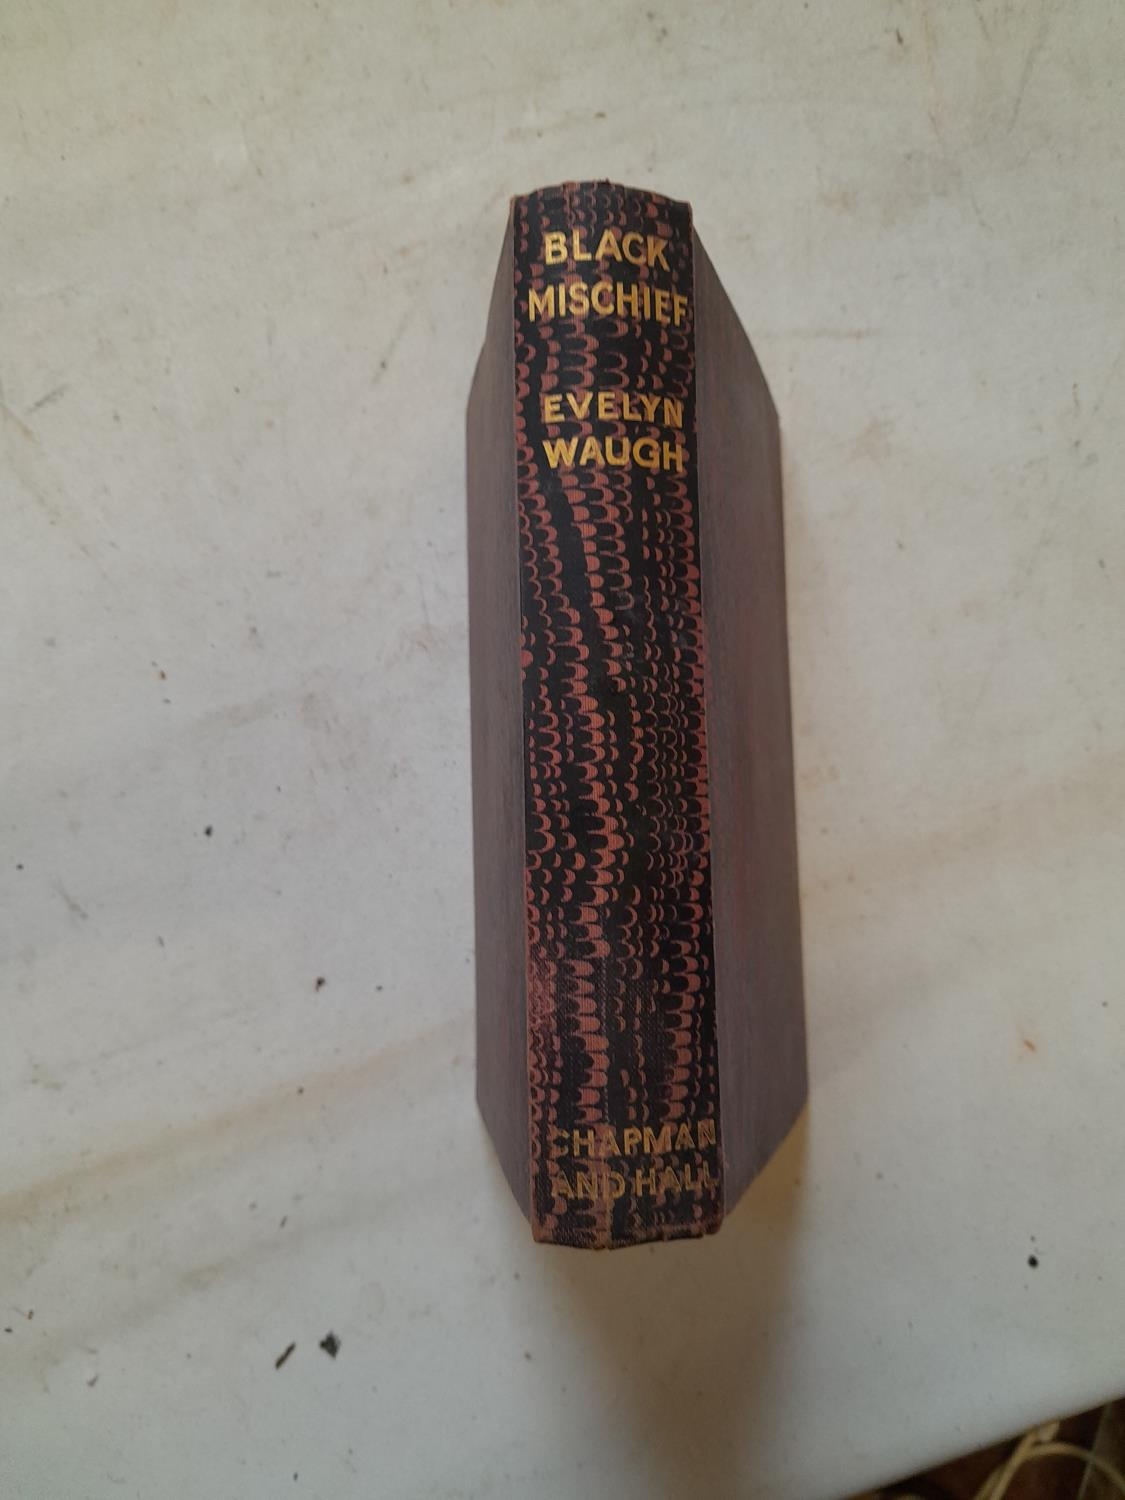 BLACK
MISCHIEF
EVELYN
WAUGH
CHAPMAN
AND HALL